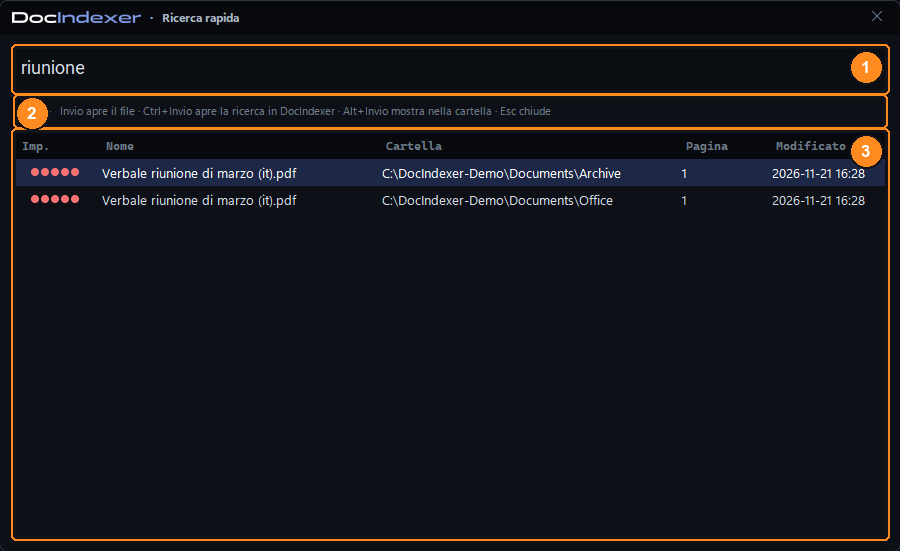 DocIndexer · Ricerca rapida
riunione
1
2
Invio apre il file · Ctrl+Invio apre la ricerca in DocIndexer · Alt+Invio mostra nella cartella · Esc chiude
Imp. Nome Cartella Pagina Modificato
3
Verbale riunione di marzo (it).pdf C:\DocIndexer-Demo\Documents\Archive 1 2026-11-21 16:28
Verbale riunione di marzo (it).pdf C:\DocIndexer-Demo\Documents\Office 1 2026-11-21 16:28